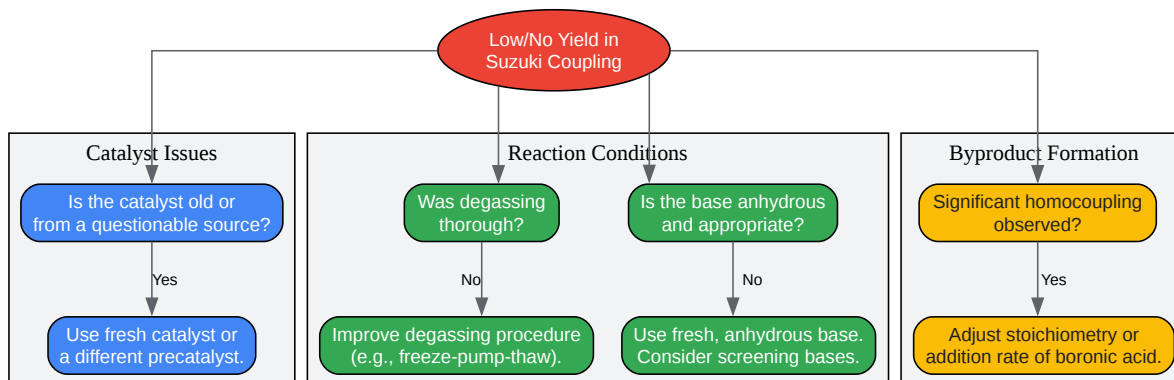 Low/No Yield in
Suzuki Coupling
Catalyst Issues
Reaction Conditions
Byproduct Formation
Is the catalyst old or
from a questionable source?
Was degassing
thorough?
Is the base anhydrous
and appropriate?
Significant homocoupling
observed?
Yes
No
No
Yes
Use fresh catalyst or
a different precatalyst.
Improve degassing procedure
(e.g., freeze-pump-thaw).
Use fresh, anhydrous base.
Consider screening bases.
Adjust stoichiometry or
addition rate of boronic acid.